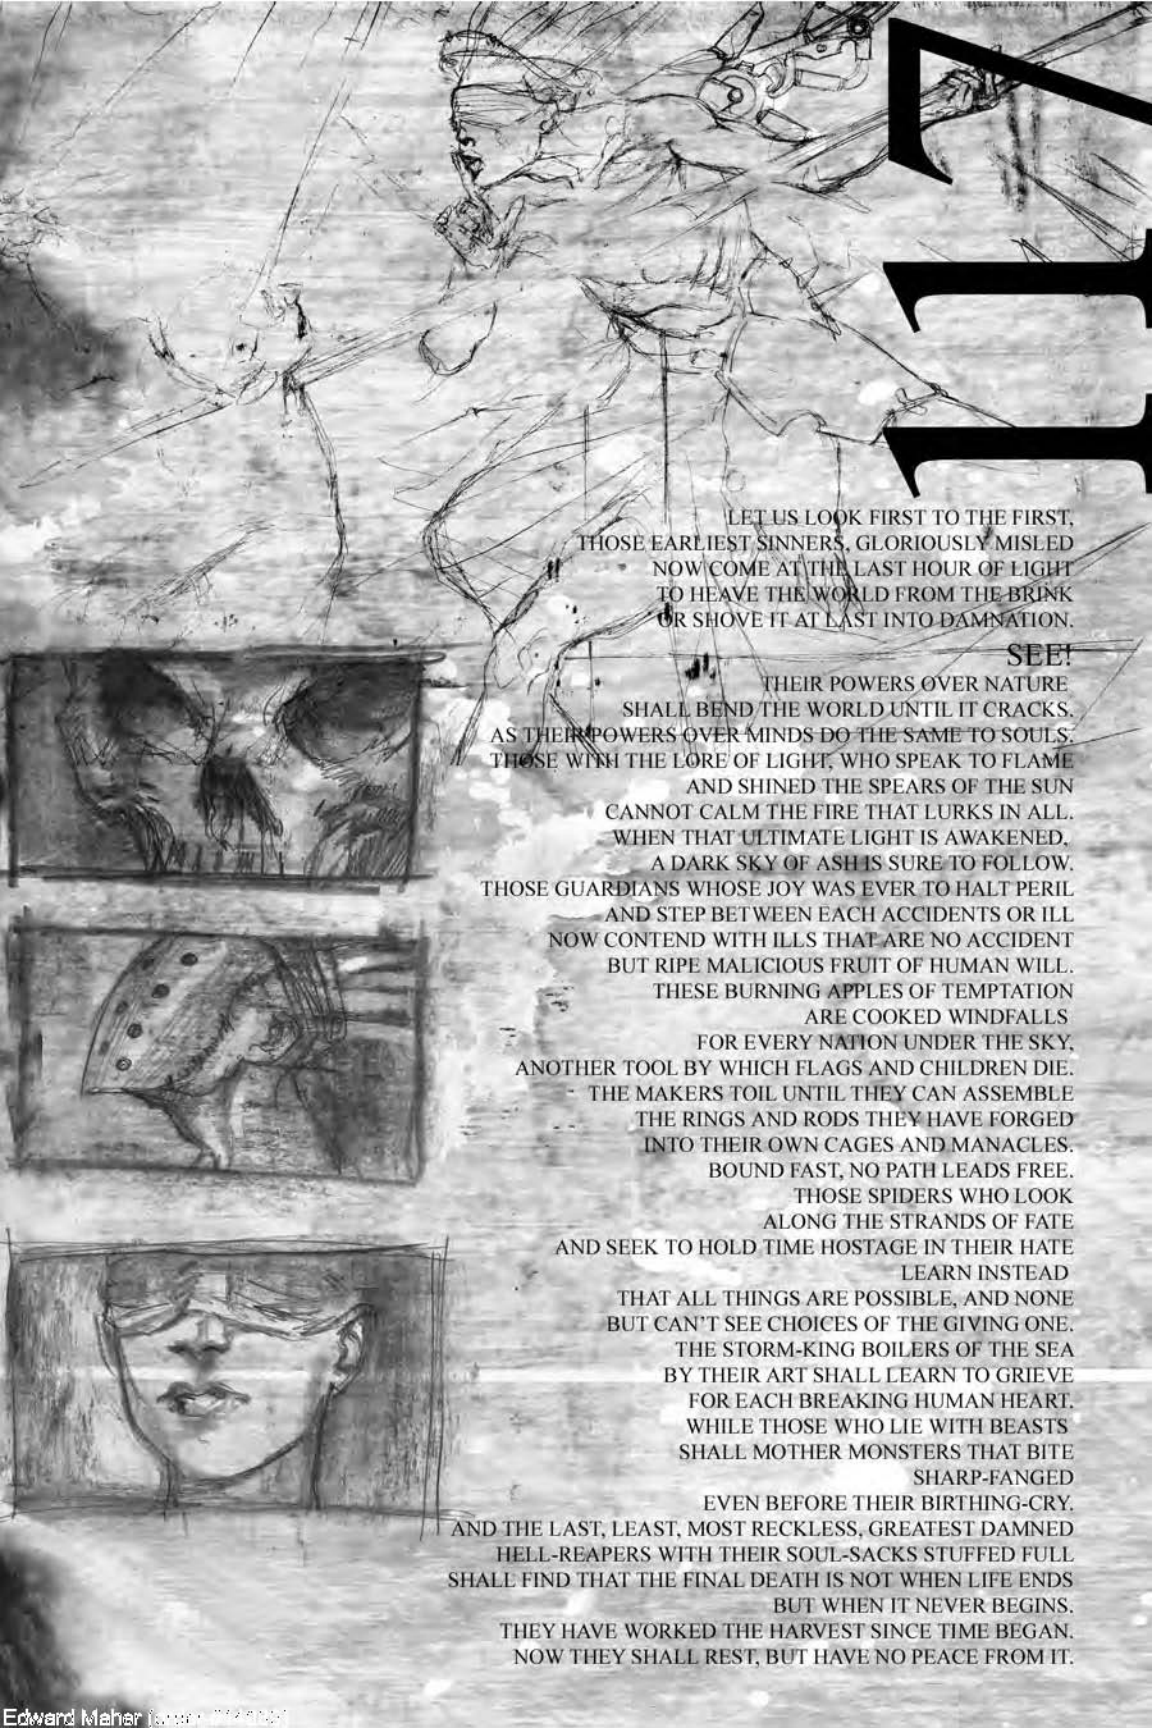 117
LET US LOOK FIRST TO THE FIRST,
THOSE EARLIEST SINNERS, GLORIOUSLY MISLED
NOW COME AT THE LAST HOUR OF LIGHT
TO HEAVE THE WORLD FROM THE BRINK
OR SHOVE IT AT LAST INTO DAMNATION.
SEE!
THEIR POWERS OVER NATURE
SHALL BEND THE WORLD UNTIL IT CRACKS.
AS THEIR POWERS OVER MINDS DO THE SAME TO SOULS.
THOSE WITH THE LORE OF LIGHT, WHO SPEAK TO FLAME
AND SHINED THE SPEARS OF THE SUN
CANNOT CALM THE FIRE THAT LURKS IN ALL.
WHEN THAT ULTIMATE LIGHT IS AWAKENED,
A DARK SKY OF ASH IS SURE TO FOLLOW.
THOSE GUARDIANS WHOSE JOY WAS EVER TO HALT PERIL
AND STEP BETWEEN EACH ACCIDENTS OR ILL
NOW CONTEND WITH ILLS THAT ARE NO ACCIDENT
BUT RIPE MALICIOUS FRUIT OF HUMAN WILL.
THESE BURNING APPLES OF TEMPTATION
ARE COOKED WINDFALLS
FOR EVERY NATION UNDER THE SKY,
ANOTHER TOOL BY WHICH FLAGS AND CHILDREN DIE.
THE MAKERS TOIL UNTIL THEY CAN ASSEMBLE
THE RINGS AND RODS THEY HAVE FORGED
INTO THEIR OWN CAGES AND MANACLES.
BOUND FAST, NO PATH LEADS FREE.
THOSE SPIDERS WHO LOOK
ALONG THE STRANDS OF FATE
AND SEEK TO HOLD TIME HOSTAGE IN THEIR HATE
LEARN INSTEAD
THAT ALL THINGS ARE POSSIBLE, AND NONE
BUT CAN'T SEE CHOICES OF THE GIVING ONE.
THE STORM-KING BOILERS OF THE SEA
BY THEIR ART SHALL LEARN TO GRIEVE
FOR EACH BREAKING HUMAN HEART.
WHILE THOSE WHO LIE WITH BEASTS
SHALL MOTHER MONSTERS THAT BITE
SHARP-FANGED
EVEN BEFORE THEIR BIRTHING-CRY.
AND THE LAST, LEAST, MOST RECKLESS, GREATEST DAMNED
HELL-REAPERS WITH THEIR SOUL-SACKS STUFFED FULL
SHALL FIND THAT THE FINAL DEATH IS NOT WHEN LIFE ENDS
BUT WHEN IT NEVER BEGINS.
THEY HAVE WORKED THE HARVEST SINCE TIME BEGAN.
NOW THEY SHALL REST, BUT HAVE NO PEACE FROM IT.
Edward Maher